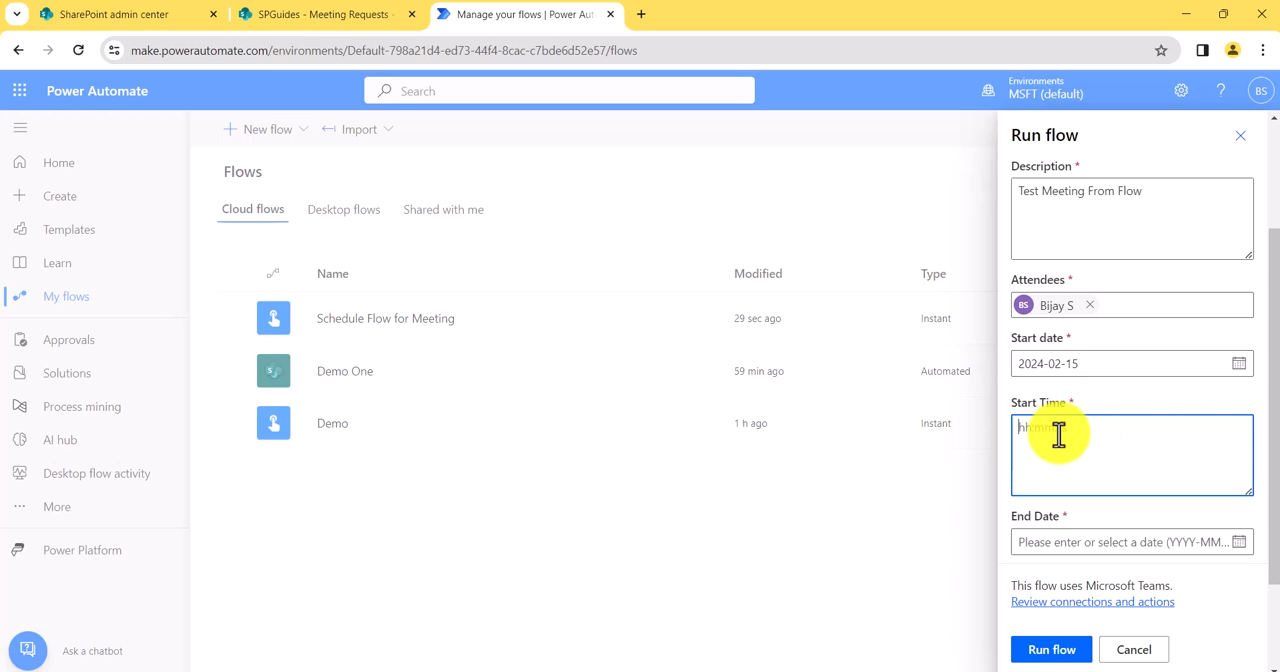 SharePoint admin center
SPGuides - Meeting Requests -
Manage your flows | Power Aut
make.powerautomate.com/environments/Default-798a21d4-ed73-44f4-8cac-c7bde6d52e57/flows
Power Automate
Search
Environments
MSFT (default)
BS
New flow
Import
Home
Create
Templates
Learn
My flows
Approvals
Solutions
Process mining
AI hub
Desktop flow activity
More
Power Platform
Ask a chatbot
Flows
Cloud flows Desktop flows Shared with me
Name Modified Type
Schedule Flow for Meeting 29 sec ago Instant
Demo One 59 min ago Automated
Demo 1 h ago Instant
Run flow
Description *
Test Meeting From Flow
Attendees *
BS Bijay S
Start date *
2024-02-15
Start Time *
End Date *
Please enter or select a date (YYYY-MM...
This flow uses Microsoft Teams.
Review connections and actions
Run flow Cancel